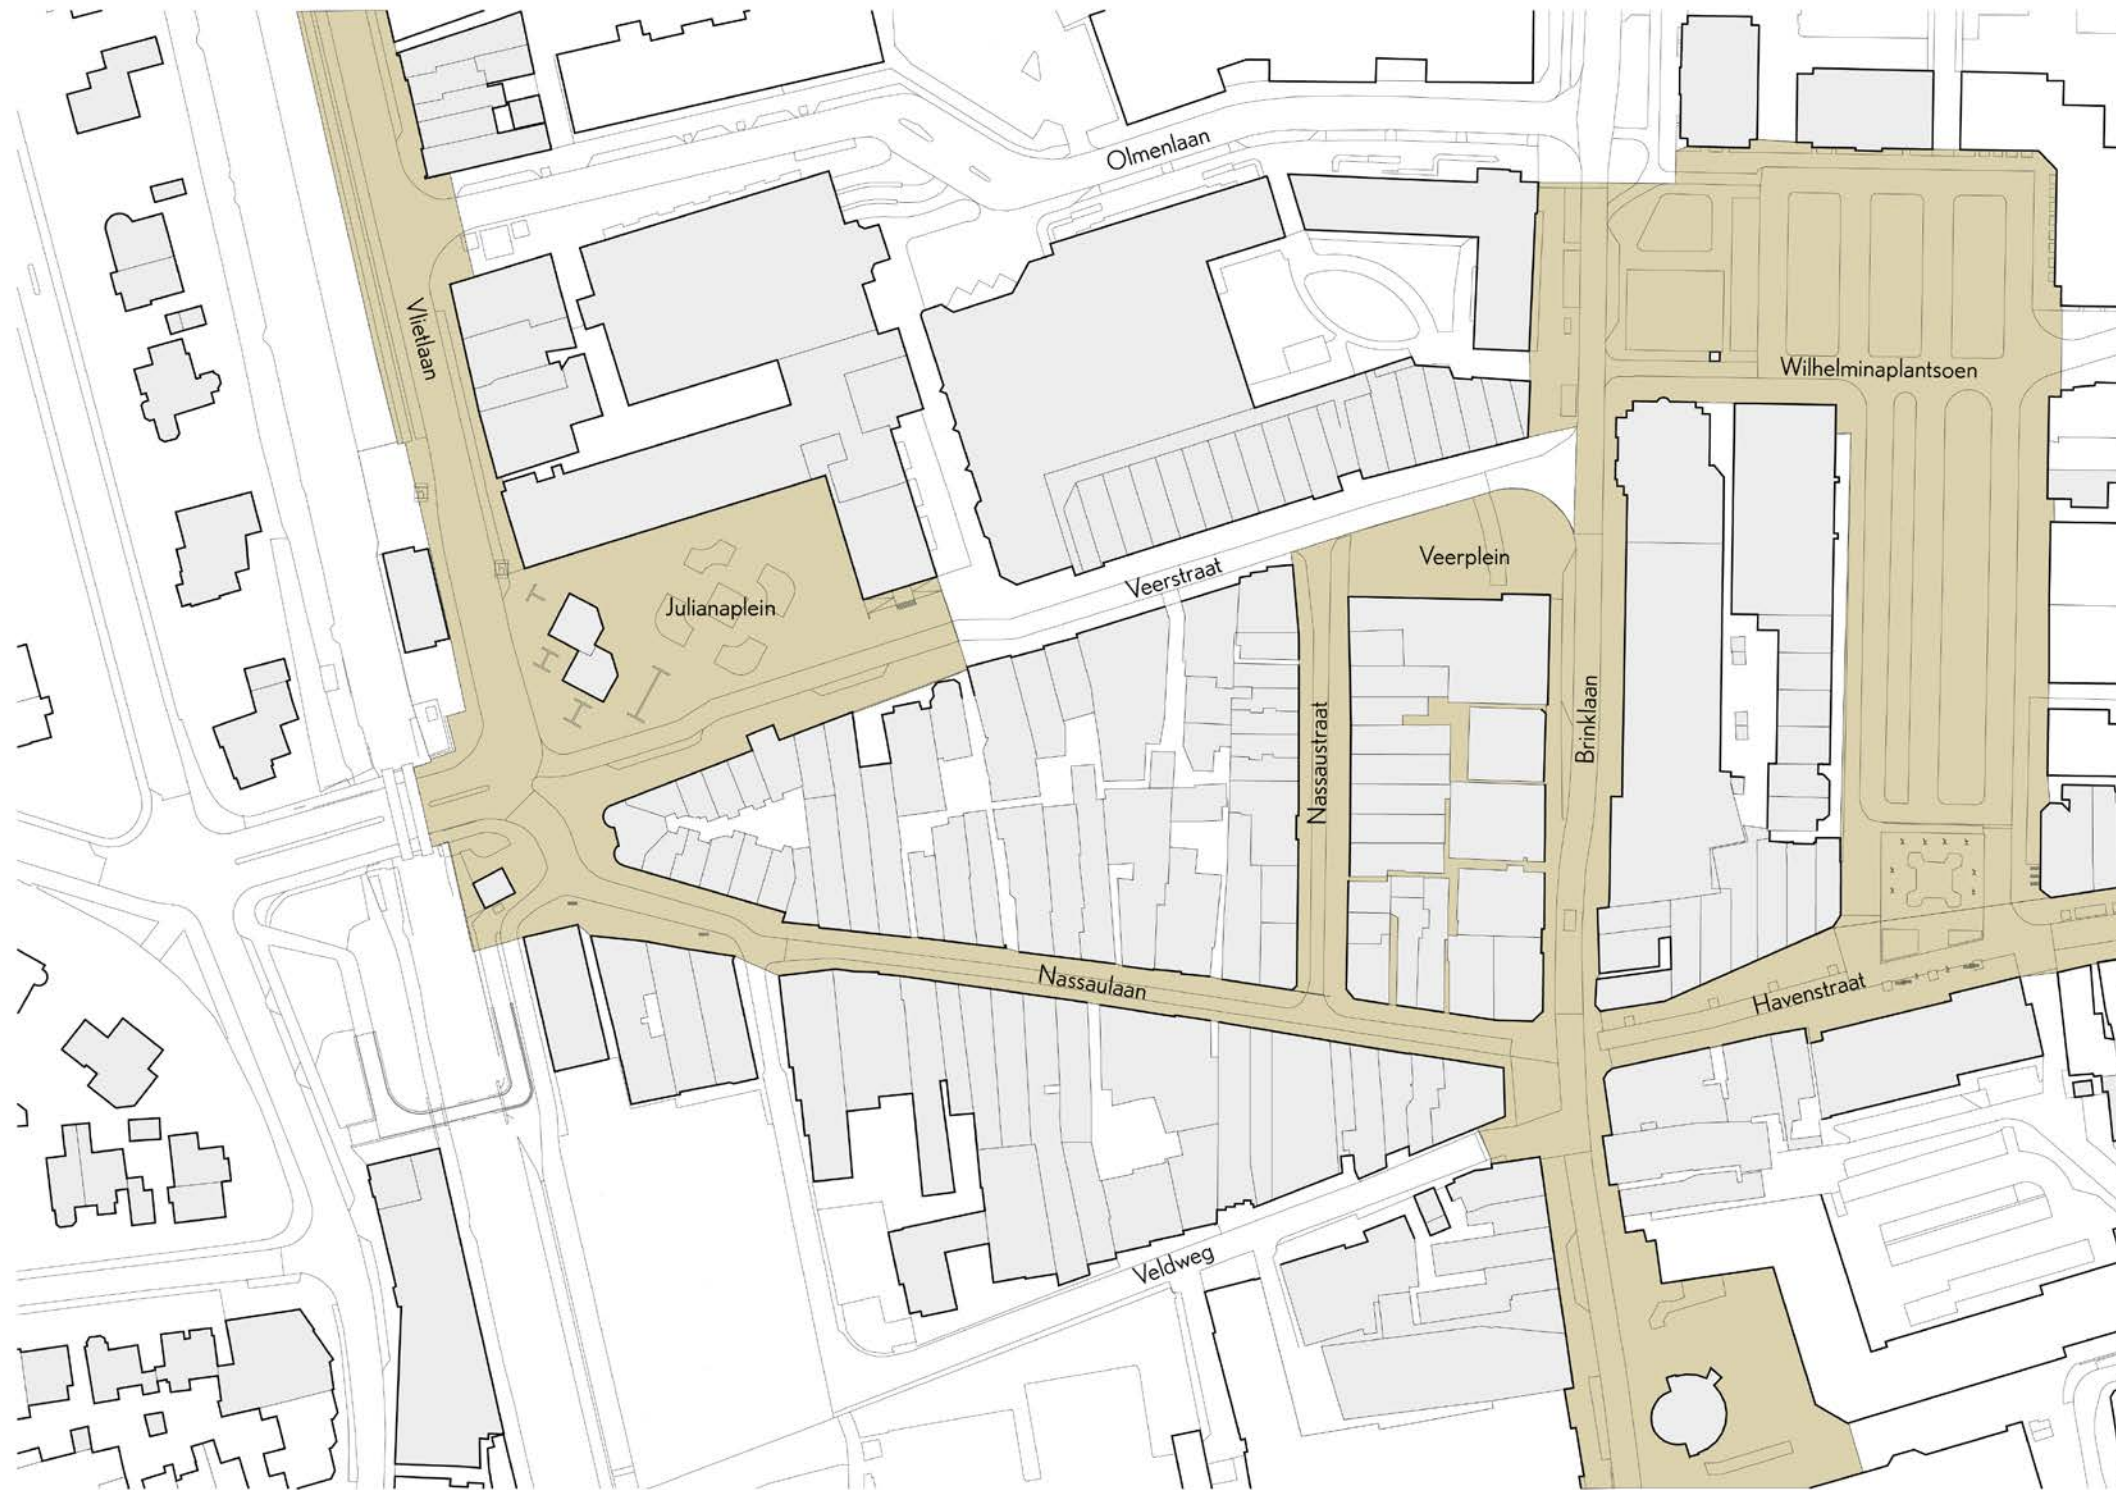 Olmenlaan
Vlietlaan
Wilhelminaplantsoen
Veerplein
Veerstraat
Julianaplein
Nassaustraat
Brinklaan
Nassaulaan
Havenstraat
Veldweg